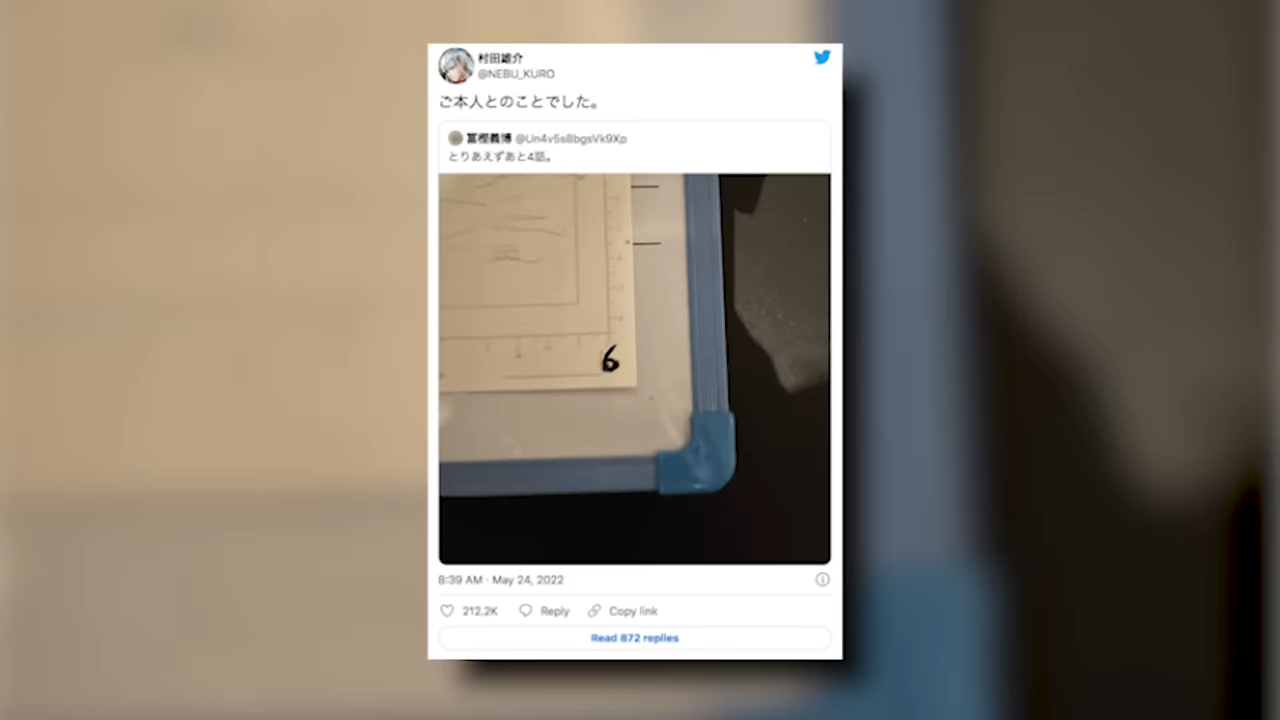 村田雄介
@NEBU_KURO
ご本人とのことでした。
冨樫義博 @Un4v5s8bgsVk9Xp
とりあえずあと4話。
6
8:39 AM · May 24, 2022
212.2K Reply Copy link
Read 872 replies